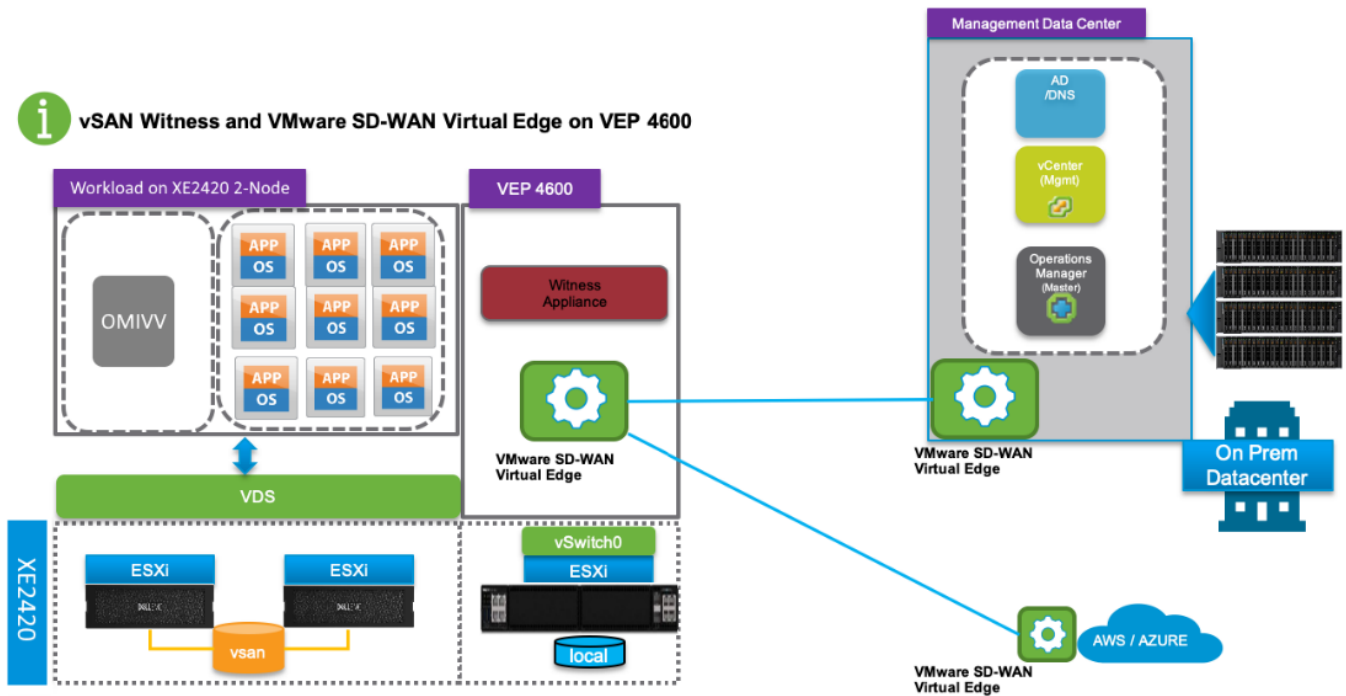 Management Data Center
AD
/DNS
vCenter
(Mgmt)
Operations
Manager
(Master)
i
vSAN Witness and VMware SD-WAN Virtual Edge on VEP 4600
Workload on XE2420 2-Node
VEP 4600
OMIVV
APP
OS
APP
OS
APP
OS
APP
OS
APP
OS
APP
OS
APP
OS
APP
OS
APP
OS
Witness
Appliance
VMware SD-WAN
Virtual Edge
VMware SD-WAN
Virtual Edge
On Prem
Datacenter
VDS
XE2420
ESXi
ESXi
DELL EMC
DELL EMC
vsan
vSwitch0
ESXi
local
AWS / AZURE
VMware SD-WAN
Virtual Edge